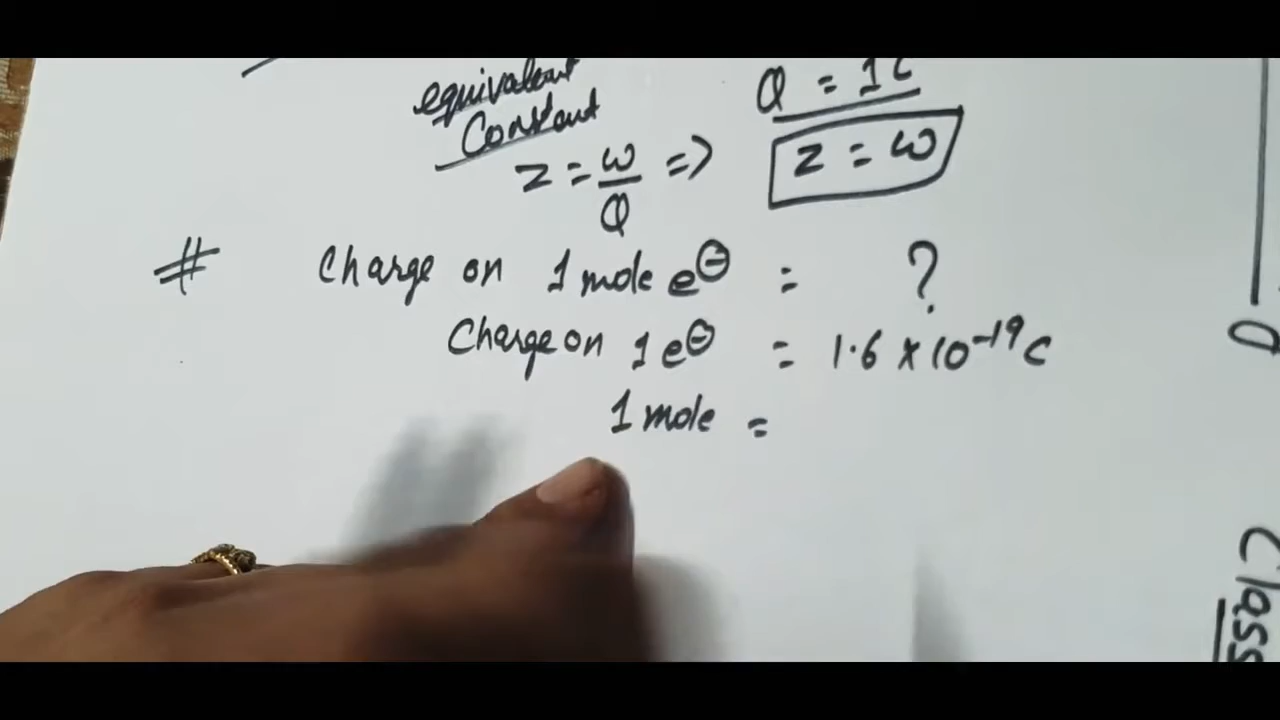 equivalent
Constant
Q = 1C
z = w/Q => z = w
# Charge on 1 mole e⊖ = ?
Charge on 1 e⊖ = 1.6 × 10⁻¹⁹ C
1 mole =